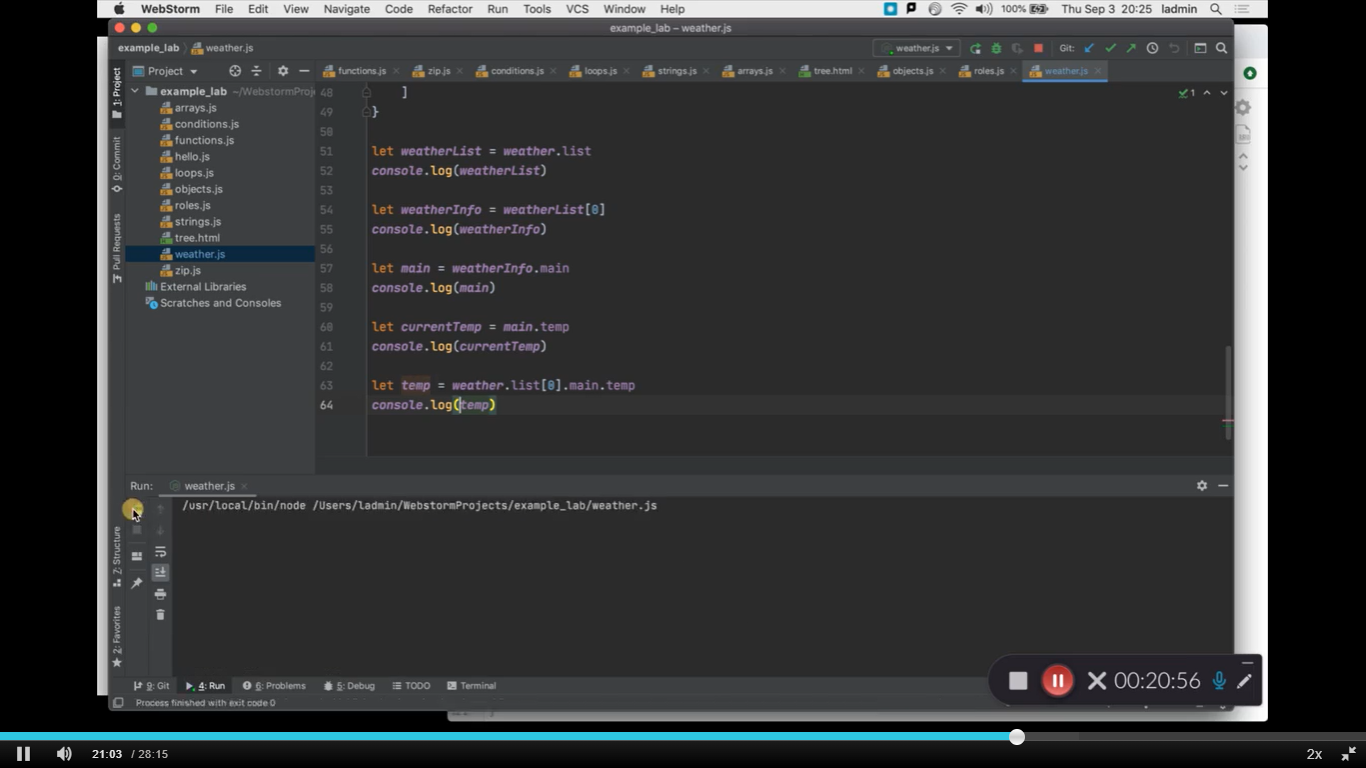 WebStorm File Edit View Navigate Code Refactor Run Tools VCS Window Help 100% Thu Sep 3 20:25 ladmin
example_lab – weather.js
example_lab weather.js weather.js Git:
1: Project Project functions.js zip.js conditions.js loops.js strings.js arrays.js tree.html objects.js roles.js weather.js
example_lab ~/WebstormProje
arrays.js
conditions.js
functions.js
hello.js
loops.js
objects.js
roles.js
strings.js
tree.html
weather.js
zip.js
External Libraries
Scratches and Consoles
0: Commit
Pull Requests
48 ]
49 }
50
51 let weatherList = weather.list
52 console.log(weatherList)
53
54 let weatherInfo = weatherList[0]
55 console.log(weatherInfo)
56
57 let main = weatherInfo.main
58 console.log(main)
59
60 let currentTemp = main.temp
61 console.log(currentTemp)
62
63 let temp = weather.list[0].main.temp
64 console.log(temp)
1
Run: weather.js
/usr/local/bin/node /Users/ladmin/WebstormProjects/example_lab/weather.js
7: Structure
2: Favorites
9: Git 4: Run 6: Problems 5: Debug TODO Terminal
Process finished with exit code 0
00:20:56
21:03 / 28:15 2x